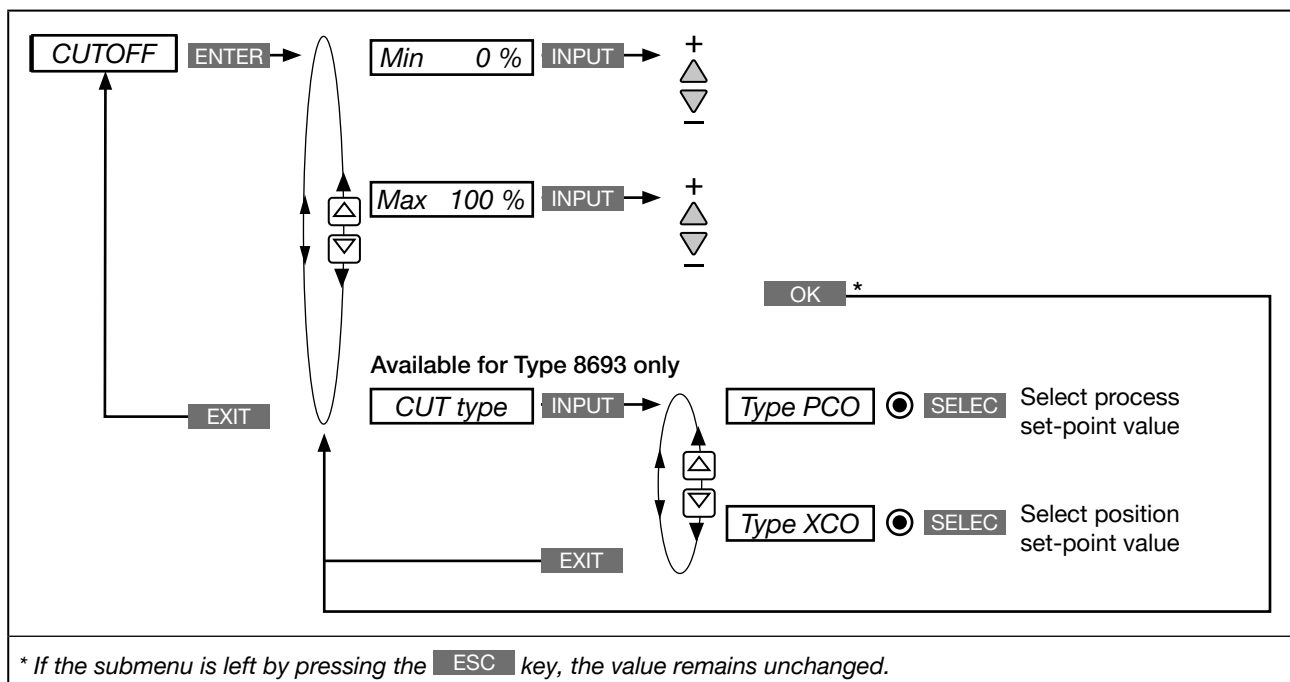 CUTOFF ENTER Min 0 % INPUT +
–
Max 100 % INPUT +
–
OK *
Available for Type 8693 only
CUT type INPUT Type PCO SELEC Select process
set-point value
EXIT
Type XCO SELEC Select position
set-point value
EXIT
* If the submenu is left by pressing the ESC key, the value remains unchanged.